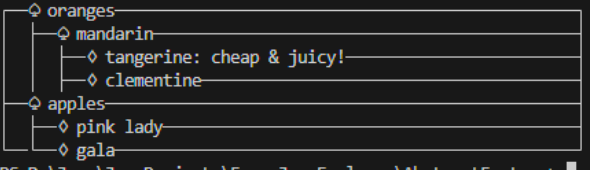 oranges
mandarin
tangerine: cheap & juicy!
clementine
apples
pink lady
gala